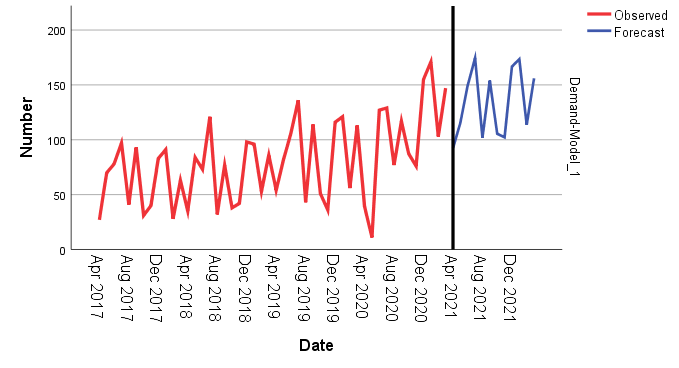 Observed
Forecast
200
150
100
50
0
Number
Demand-Model_1
Apr 2017
Aug 2017
Dec 2017
Apr 2018
Aug 2018
Dec 2018
Apr 2019
Aug 2019
Dec 2019
Apr 2020
Aug 2020
Dec 2020
Apr 2021
Aug 2021
Dec 2021
Date